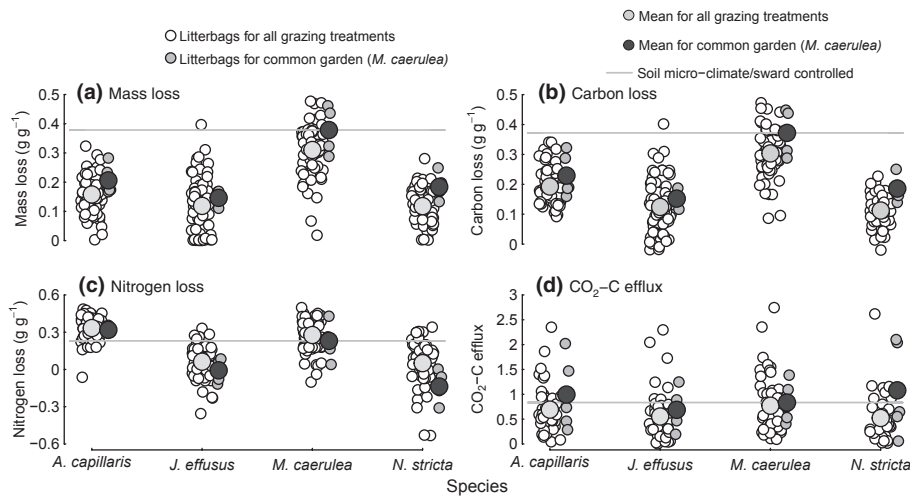 Litterbags for all grazing treatments
Litterbags for common garden (M. caerulea)
Mean for all grazing treatments
Mean for common garden (M. caerulea)
Soil micro-climate/sward controlled
(a) Mass loss
Mass loss (g g⁻¹)
0.5
0.4
0.3
0.2
0.1
0
(b) Carbon loss
Carbon loss (g g⁻¹)
0.5
0.4
0.3
0.2
0.1
0
(c) Nitrogen loss
Nitrogen loss (g g⁻¹)
0.6
0.3
0
−0.3
−0.6
A. capillaris J. effusus M. caerulea N. stricta
(d) CO₂–C efflux
CO₂–C efflux
3
2.5
2
1.5
1
0.5
0
A. capillaris J. effusus M. caerulea N. stricta
Species